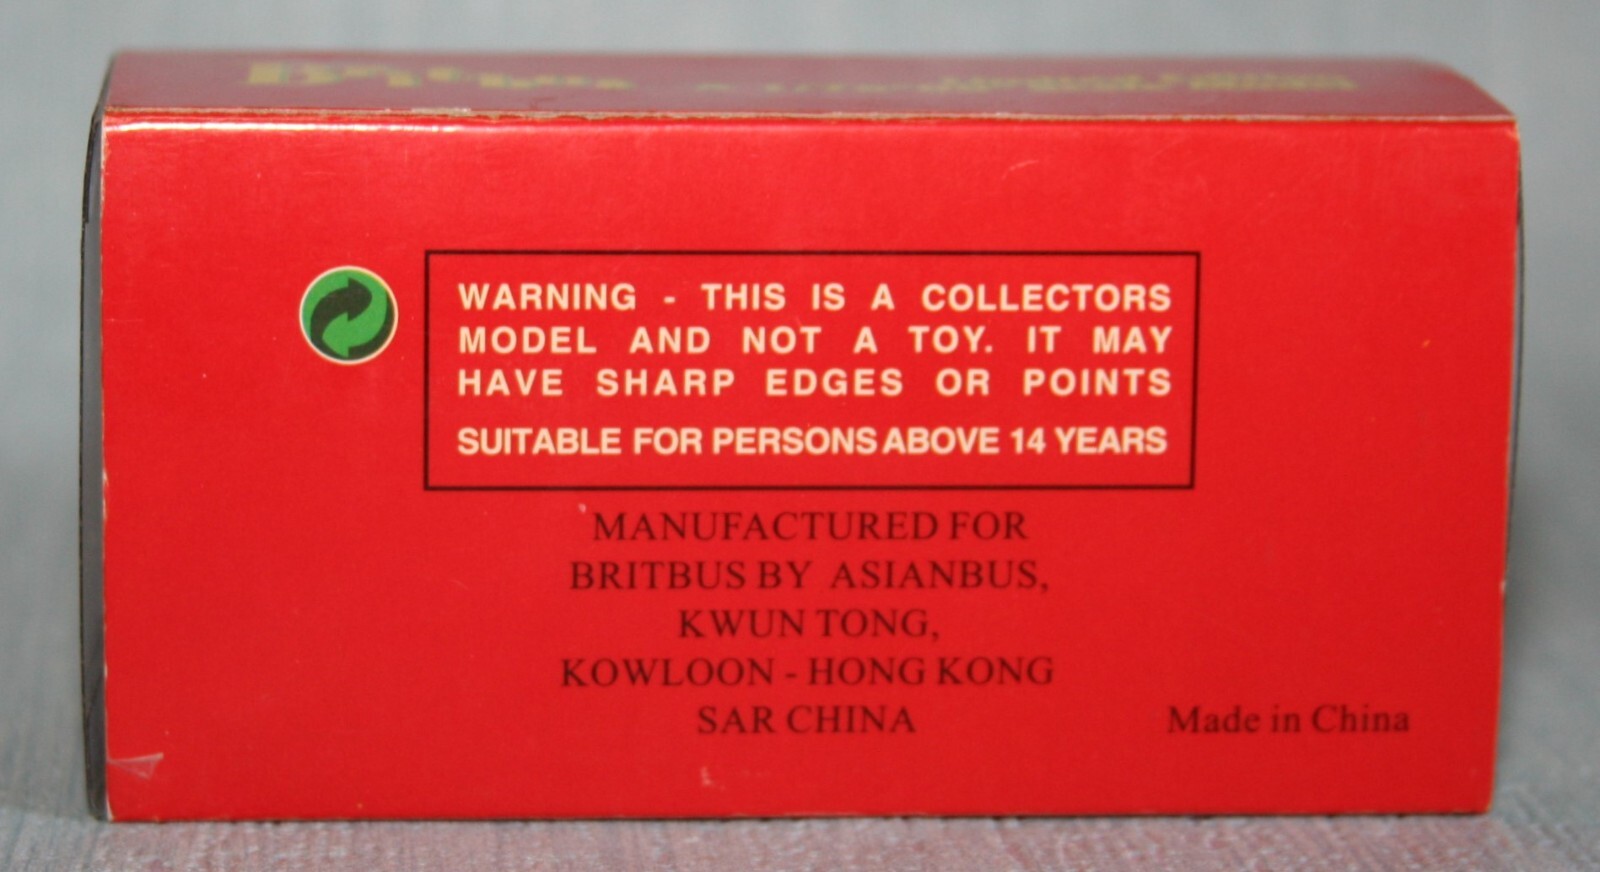 WARNING - THIS IS A COLLECTORS
MODEL AND NOT A TOY. IT MAY
HAVE SHARP EDGES OR POINTS
SUITABLE FOR PERSONS ABOVE 14 YEARS
MANUFACTURED FOR
BRITBUS BY ASIANBUS,
KWUN TONG,
KOWLOON - HONG KONG
SAR CHINA
Made in China